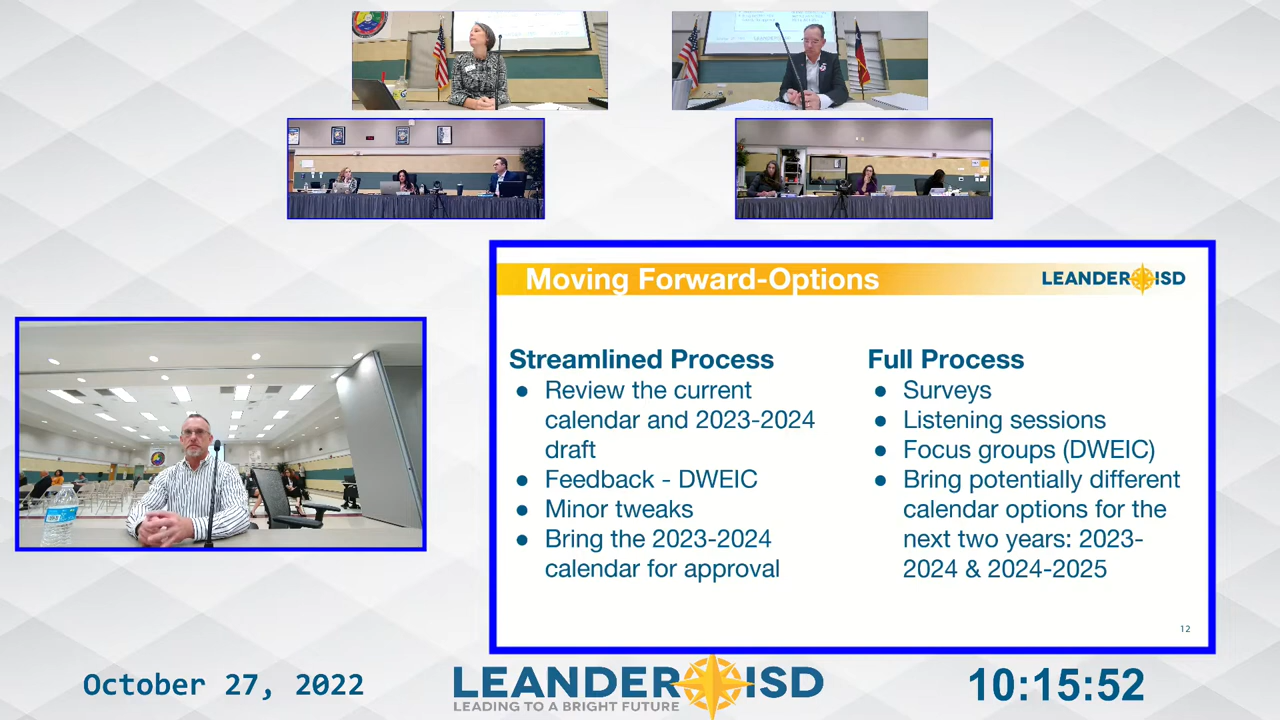 Moving Forward-Options
LEANDER ISD
Streamlined Process
● Review the current
calendar and 2023-2024
draft
● Feedback - DWEIC
● Minor tweaks
● Bring the 2023-2024
calendar for approval
Full Process
● Surveys
● Listening sessions
● Focus groups (DWEIC)
● Bring potentially different
calendar options for the
next two years: 2023-
2024 & 2024-2025
12
October 27, 2022
LEANDER ISD
LEADING TO A BRIGHT FUTURE
10:15:52